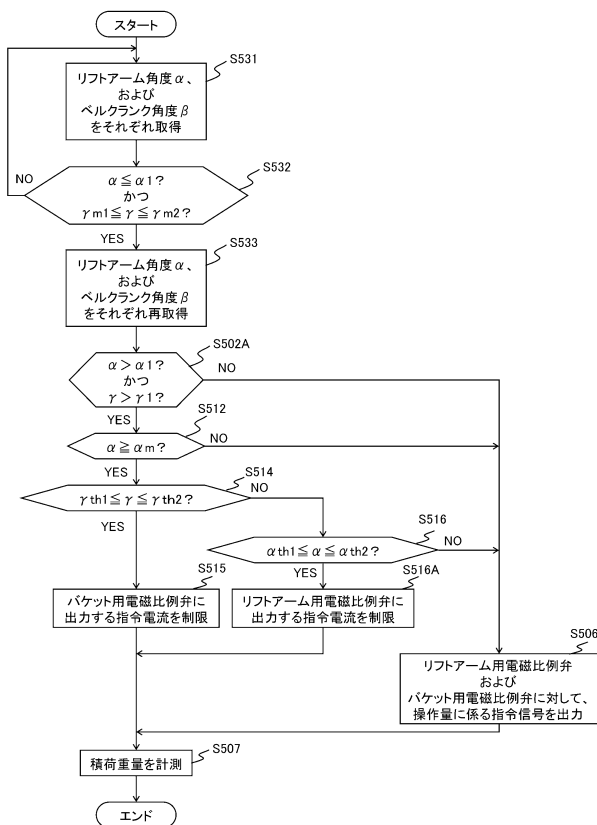 スタート
S531
リフトアーム角度α、
および
ベルクランク角度β
をそれぞれ取得
S532
NO
α≦α1?
かつ
γm1≦γ≦γm2?
YES
S533
リフトアーム角度α、
および
ベルクランク角度β
をそれぞれ再取得
S502A
α>α1?
かつ
γ>γ1?
NO
YES
S512
α≧αm?
NO
YES
S514
γth1≦γ≦γth2?
NO
YES
S516
αth1≦α≦αth2?
NO
YES
S515
バケット用電磁比例弁に
出力する指令電流を制限
S516A
リフトアーム用電磁比例弁に
出力する指令電流を制限
S506
リフトアーム用電磁比例弁
および
バケット用電磁比例弁に対して、
操作量に係る指令信号を出力
S507
積荷重量を計測
エンド